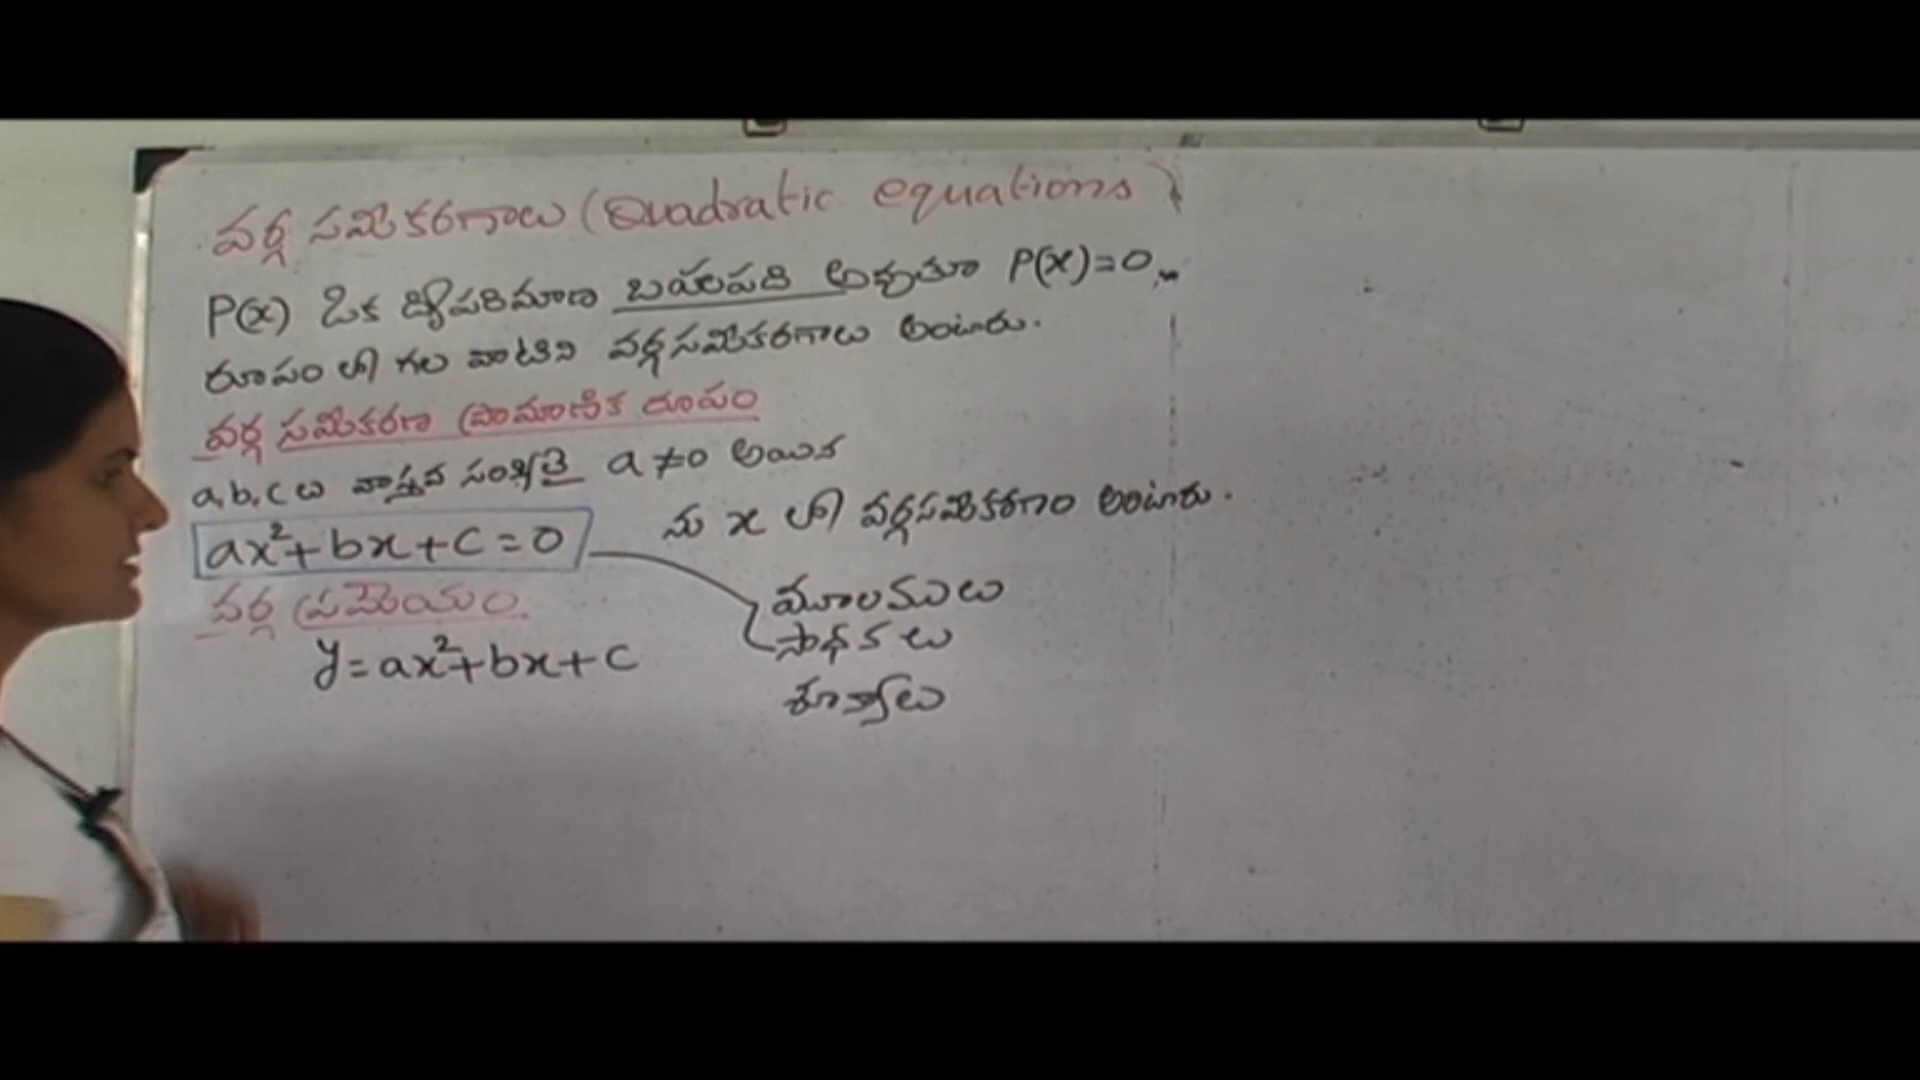 వర్గ సమీకరణాలు (Quadratic equations)
P(x) ఒక ద్విపరిమాణ బహుపది అవుతూ P(x)=0
రూపం లో గల వాటిని వర్గసమీకరణాలు అంటారు.
వర్గ సమీకరణ ప్రామాణిక రూపం
a,b,c లు వాస్తవ సంఖ్యలై a≠0 అయిన
ax²+bx+c=0 ను x లో వర్గసమీకరణం అంటారు.
మూలములు
సాధనలు
శూన్యాలు
వర్గ ప్రమేయం.
y=ax²+bx+c